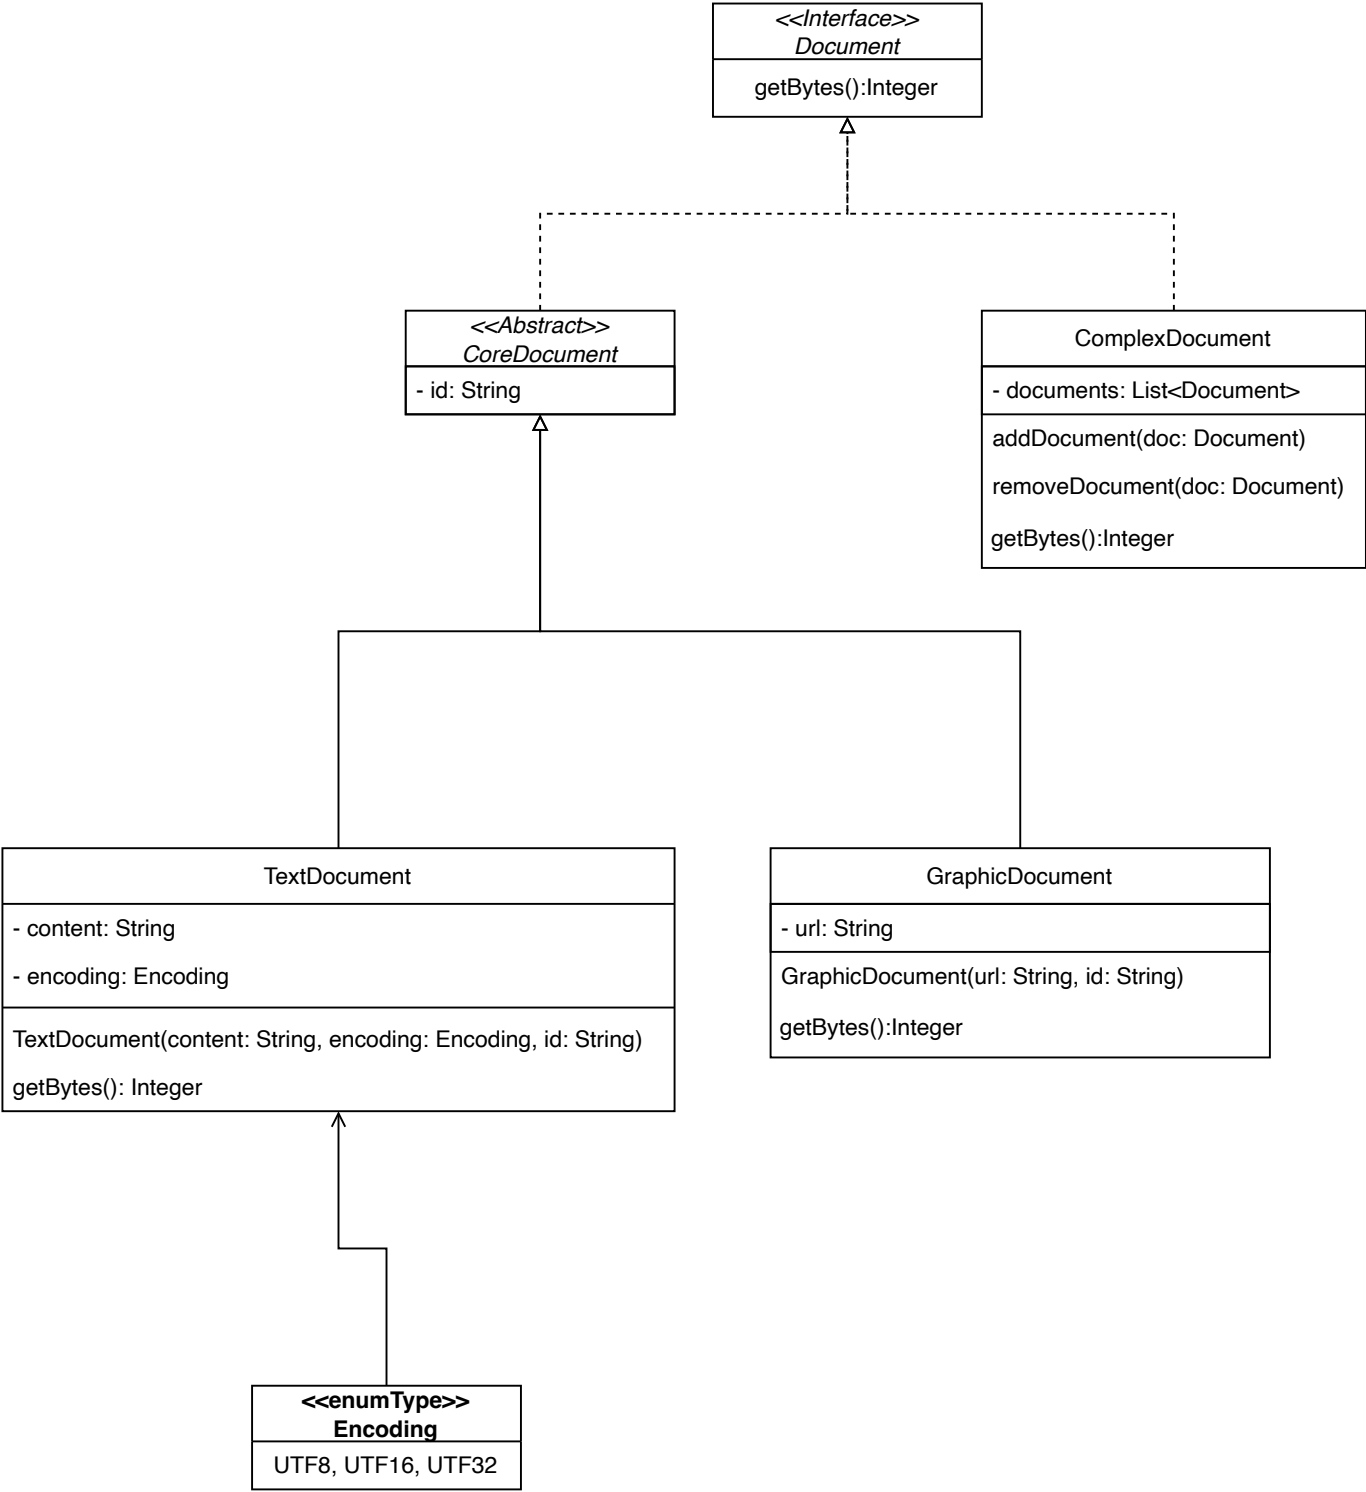 <<Interface>>
Document
getBytes():Integer
<<Abstract>>
CoreDocument
- id: String
ComplexDocument
- documents: List<Document>
addDocument(doc: Document)
removeDocument(doc: Document)
getBytes():Integer
TextDocument
- content: String
- encoding: Encoding
TextDocument(content: String, encoding: Encoding, id: String)
getBytes(): Integer
GraphicDocument
- url: String
GraphicDocument(url: String, id: String)
getBytes():Integer
<<enumType>>
Encoding
UTF8, UTF16, UTF32